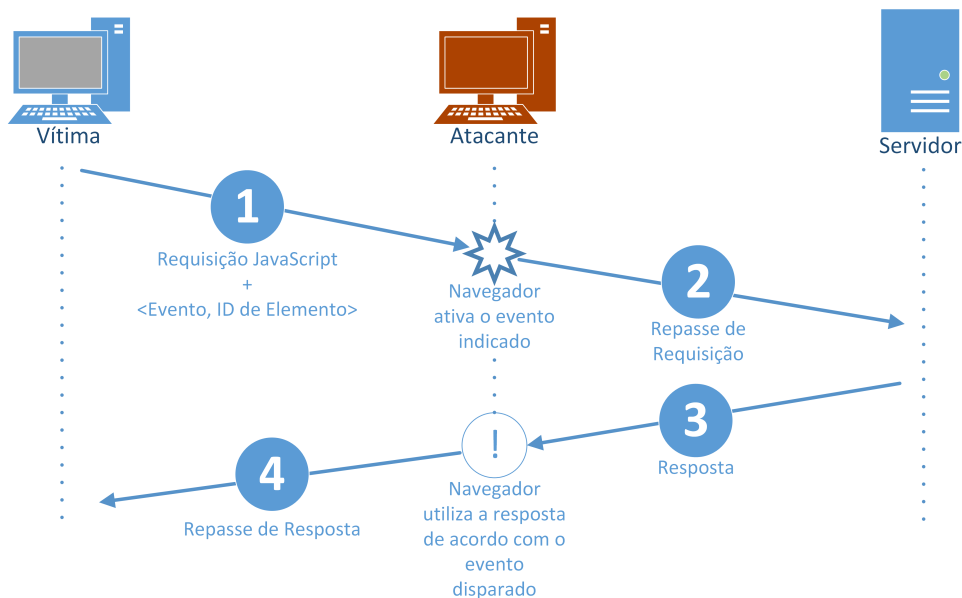 Vítima
Atacante
Servidor
1
Requisição JavaScript
+
<Evento, ID de Elemento>
Navegador
ativa o evento
indicado
2
Repasse de
Requisição
3
Resposta
!
4
Repasse de Resposta
Navegador
utiliza a resposta
de acordo com o
evento
disparado